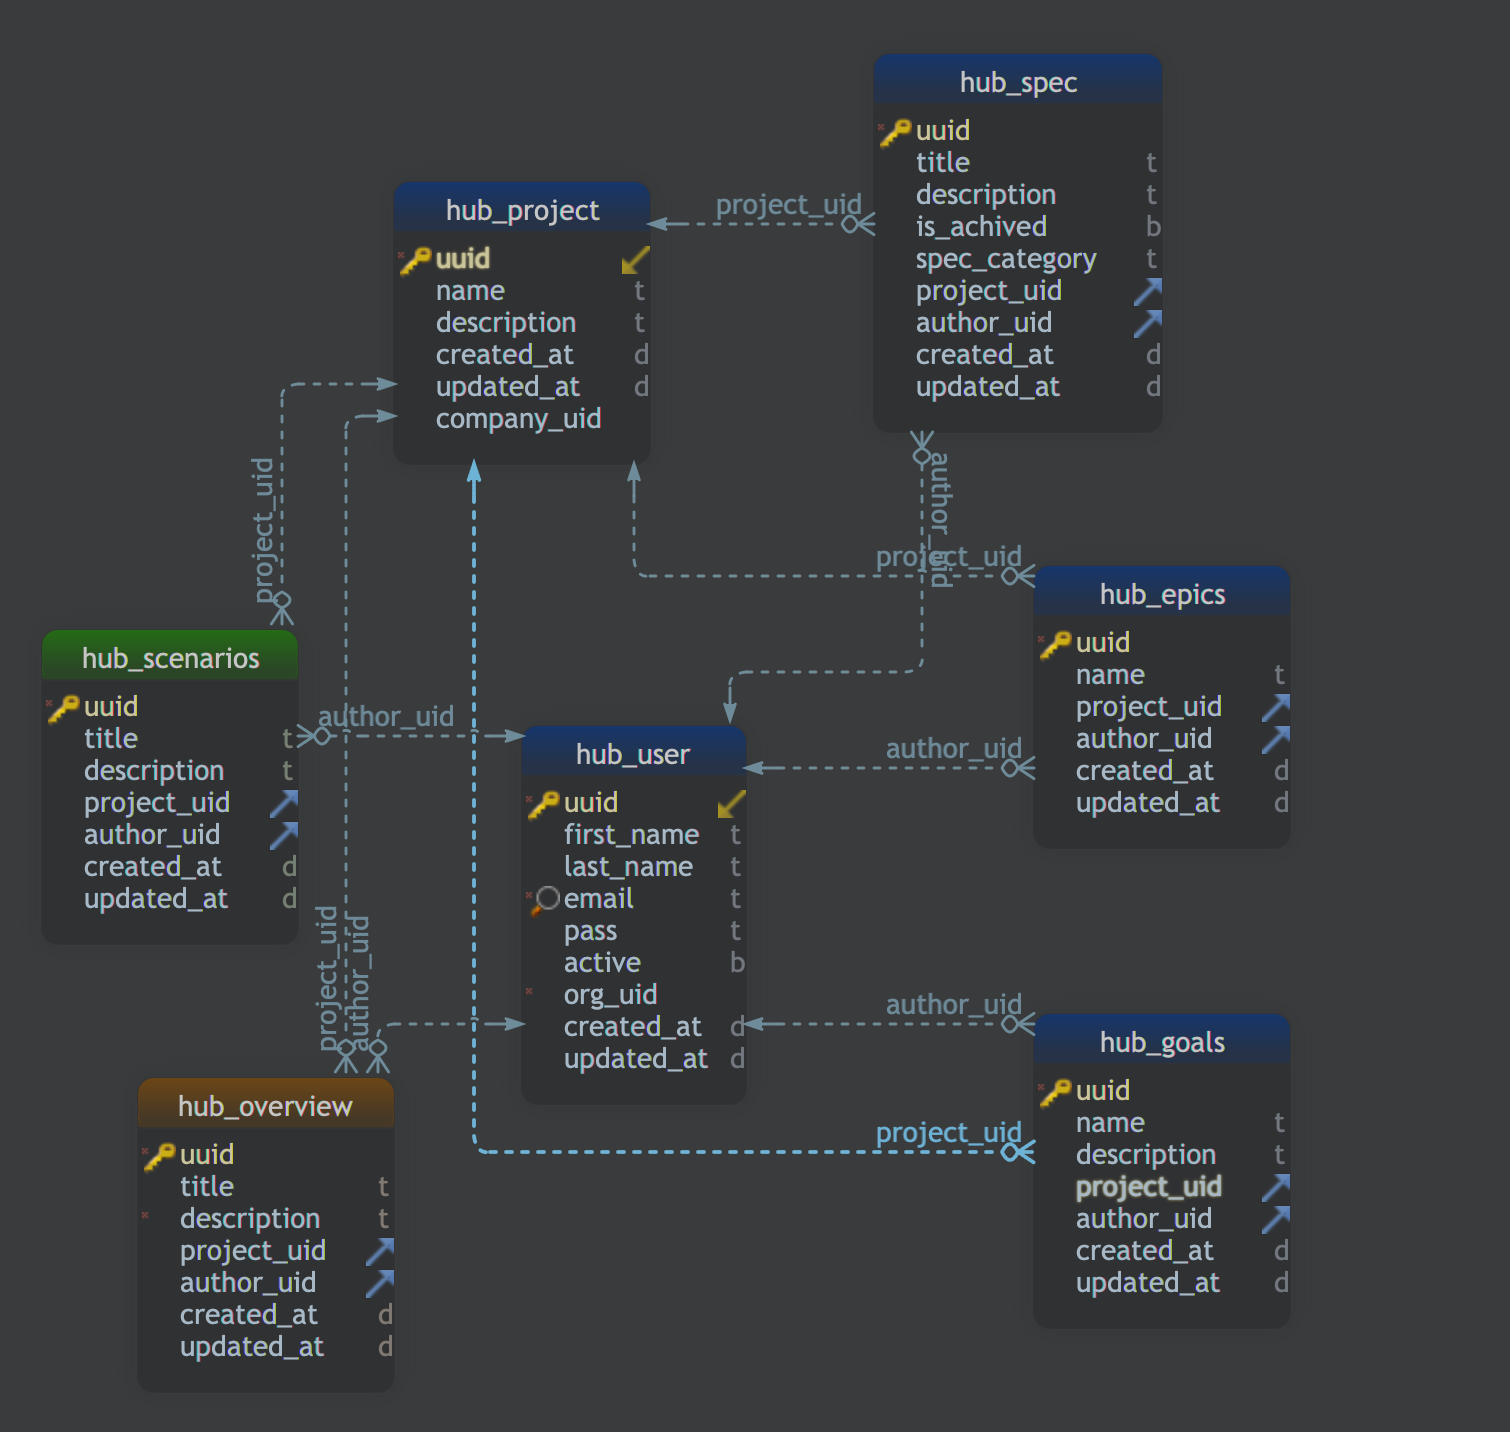 hub_spec
uuid
title t
description t
is_achived b
spec_category t
project_uid
author_uid
created_at d
updated_at d
hub_project
uuid
name t
description t
created_at d
updated_at d
company_uid
project_uid
project_uid
author_uid
project_uid
hub_epics
uuid
name t
project_uid
author_uid
created_at d
updated_at d
hub_scenarios
uuid
title t
description t
project_uid
author_uid
created_at d
updated_at d
author_uid
author_uid
hub_user
uuid
first_name t
last_name t
email t
pass t
active b
org_uid
created_at d
updated_at d
project_uid
author_uid
author_uid
project_uid
hub_goals
uuid
name t
description t
project_uid
author_uid
created_at d
updated_at d
hub_overview
uuid
title t
description t
project_uid
author_uid
created_at d
updated_at d